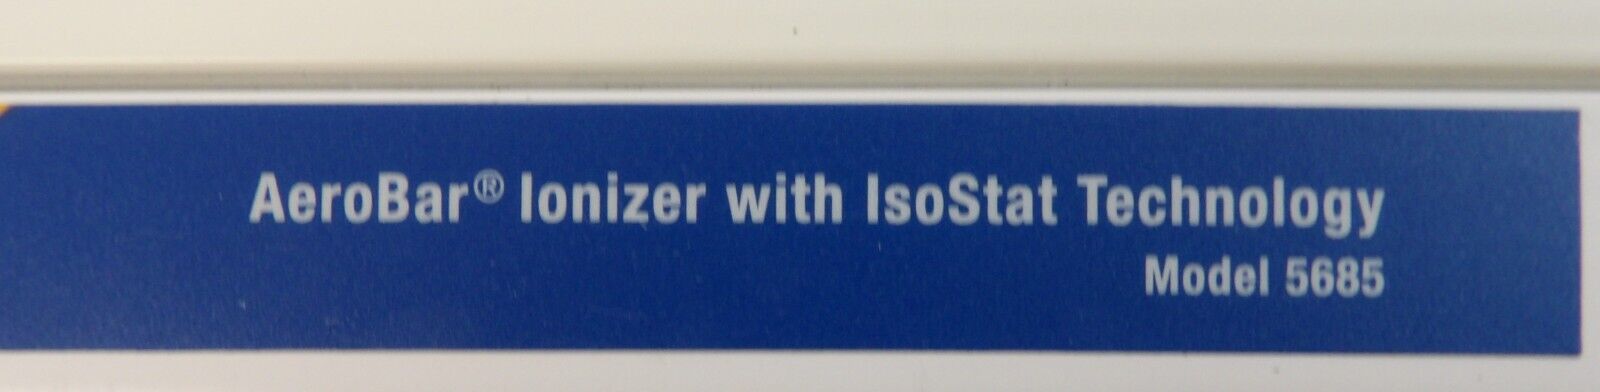 AeroBar® Ionizer with IsoStat Technology
Model 5685